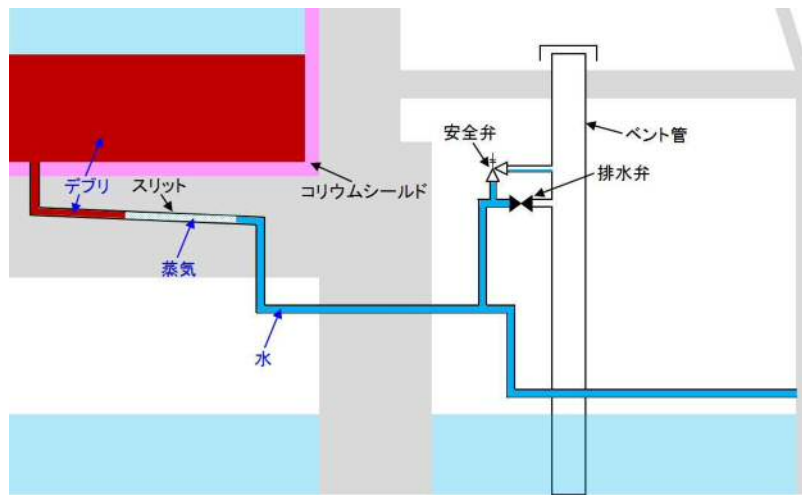 安全弁
ベント管
排水弁
デブリ
スリット
コリウムシールド
蒸気
水